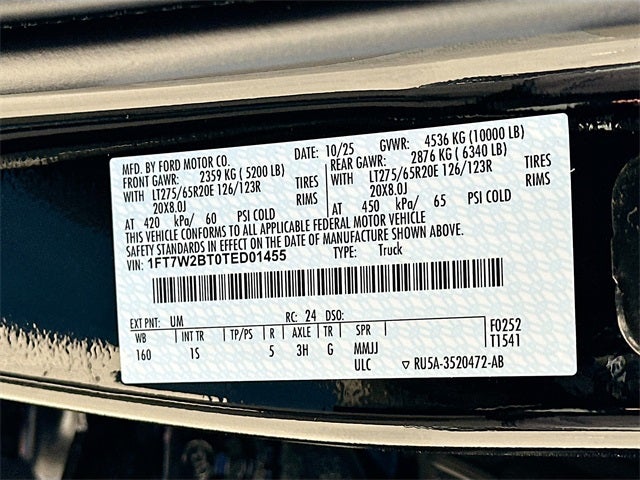 MFD. BY FORD MOTOR CO. DATE: 10/25 GVWR: 4536 KG (10000 LB)
FRONT GAWR: 2359 KG ( 5200 LB) REAR GAWR: 2876 KG ( 6340 LB)
WITH LT275/65R20E 126/123R TIRES WITH LT275/65R20E 126/123R TIRES
20X8.0J RIMS 20X8.0J RIMS
AT 420 kPa/ 60 PSI COLD AT 450 kPa/ 65 PSI COLD
THIS VEHICLE CONFORMS TO ALL APPLICABLE FEDERAL MOTOR VEHICLE
SAFETY STANDARDS IN EFFECT ON THE DATE OF MANUFACTURE SHOWN ABOVE.
VIN: 1FT7W2BT0TED01455 TYPE: Truck
EXT PNT: UM RC: 24 DSO:
WB INT TR TP/PS R AXLE TR SPR F0252
160 1S 5 3H G MMJJ T1541
ULC RU5A-3520472-AB